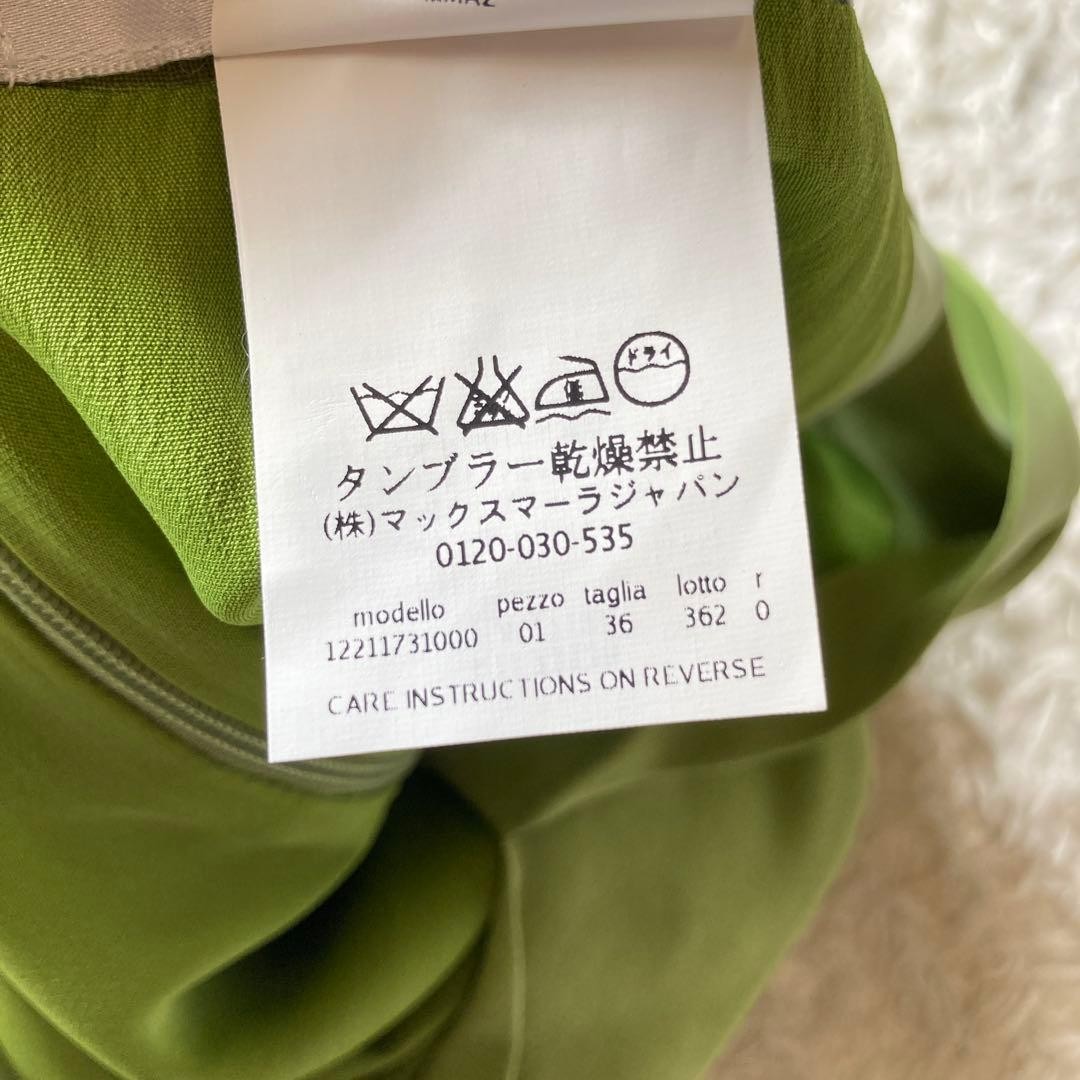 ドライ
低
タンブラー乾燥禁止
(株)マックスマーラジャパン
0120-030-535
modello pezzo taglia lotto r
12211731000 01 36 362 0
CARE INSTRUCTIONS ON REVERSE